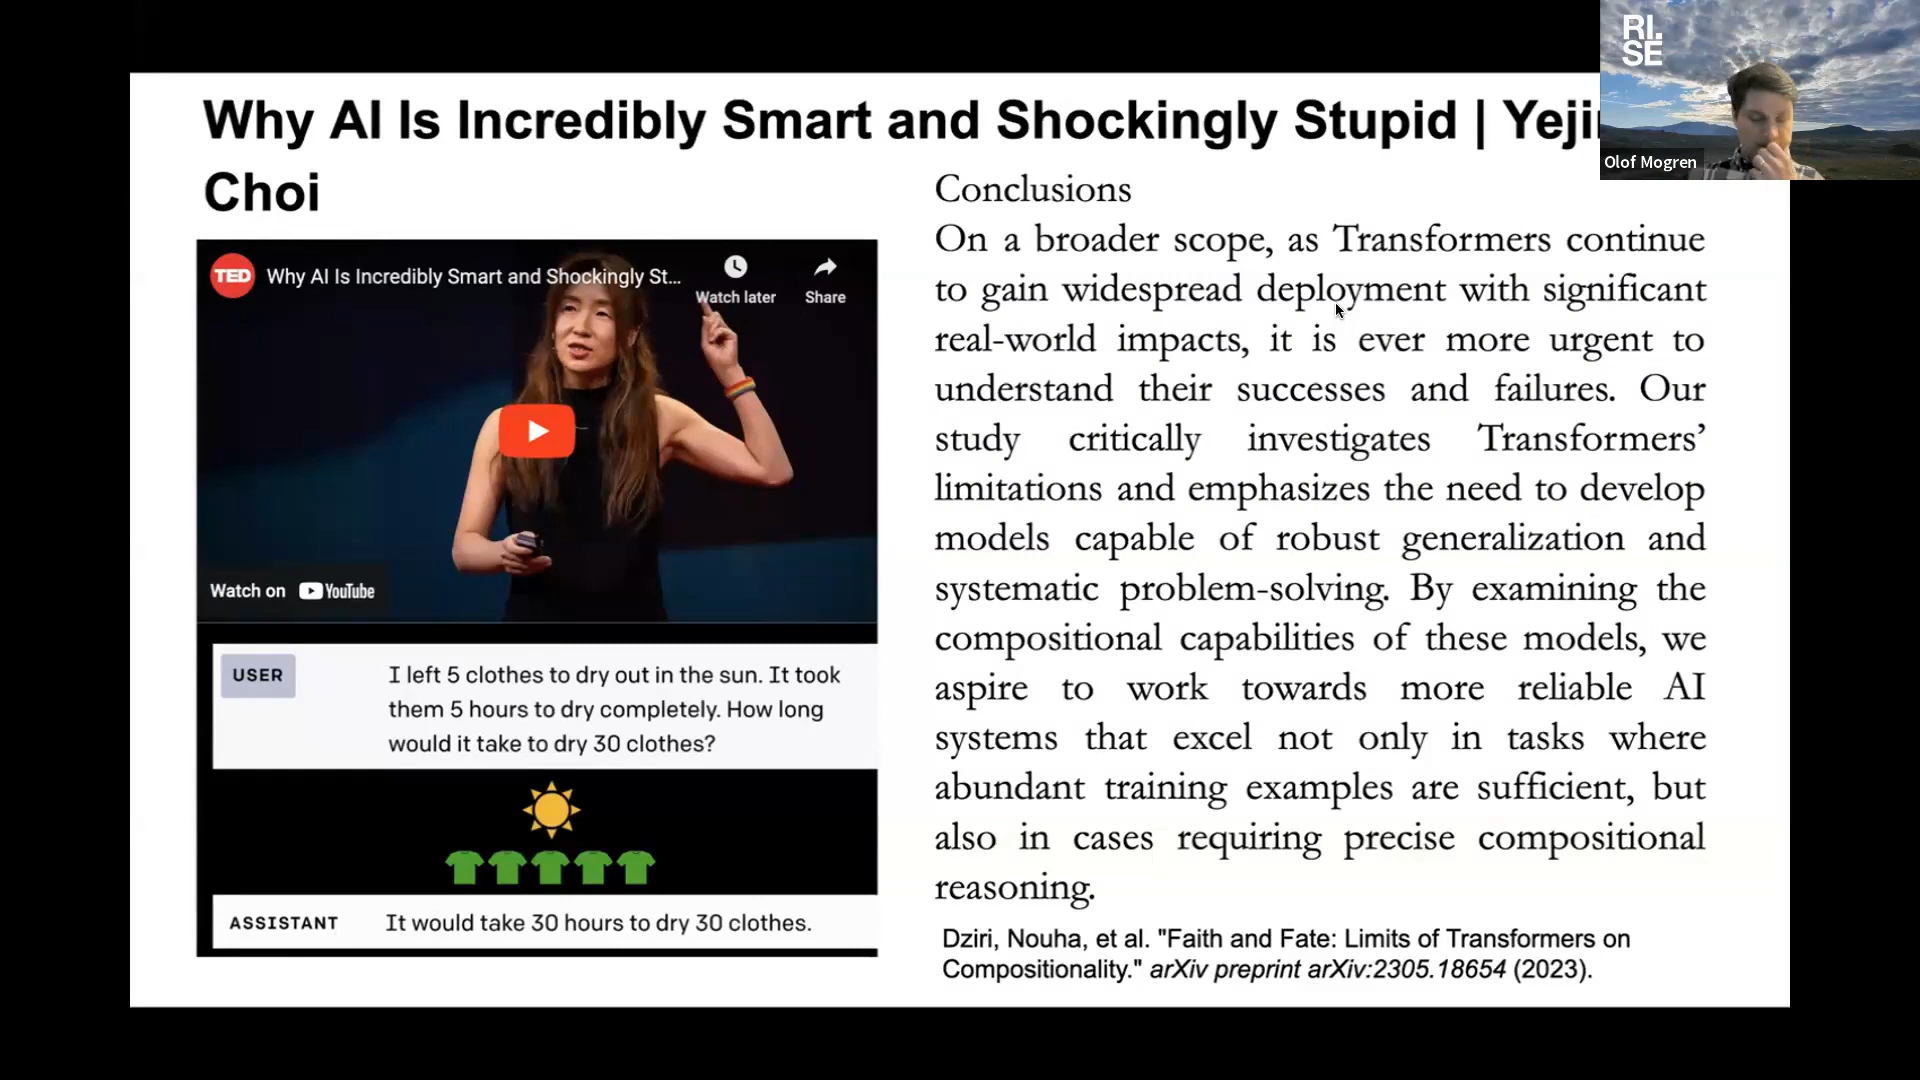 RI.
SE
Olof Mogren
Why AI Is Incredibly Smart and Shockingly Stupid | Yeji
Choi
TED
Why AI Is Incredibly Smart and Shockingly St...
Watch later
Share
Watch on YouTube
USER
I left 5 clothes to dry out in the sun. It took
them 5 hours to dry completely. How long
would it take to dry 30 clothes?
ASSISTANT
It would take 30 hours to dry 30 clothes.
Conclusions
On a broader scope, as Transformers continue
to gain widespread deployment with significant
real-world impacts, it is ever more urgent to
understand their successes and failures. Our
study critically investigates Transformers’
limitations and emphasizes the need to develop
models capable of robust generalization and
systematic problem-solving. By examining the
compositional capabilities of these models, we
aspire to work towards more reliable AI
systems that excel not only in tasks where
abundant training examples are sufficient, but
also in cases requiring precise compositional
reasoning.
Dziri, Nouha, et al. "Faith and Fate: Limits of Transformers on
Compositionality." arXiv preprint arXiv:2305.18654 (2023).